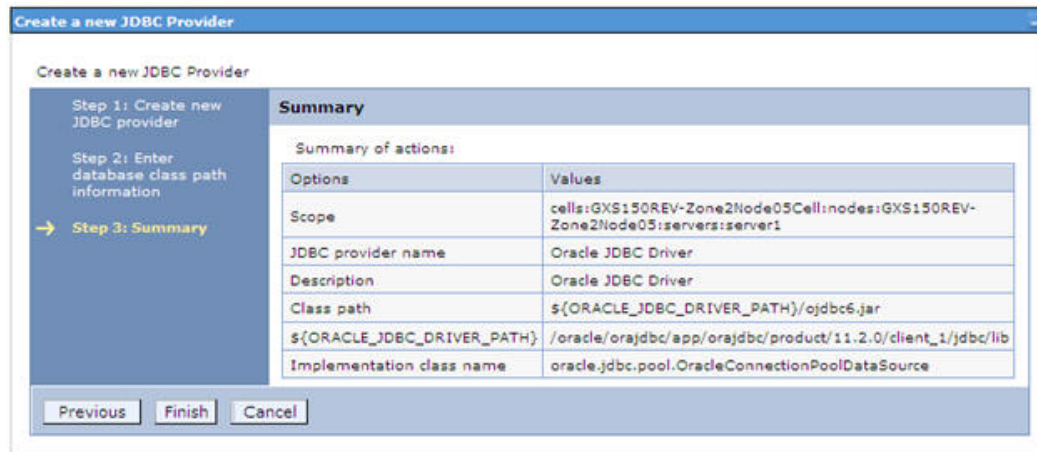 Create a new JDBC Provider
Create a new JDBC Provider
Step 1: Create new
JDBC provider
Step 2: Enter
database class path
information
Step 3: Summary
Summary
Summary of actions:
Options Values
Scope cells:GXS150REV-Zone2Node05Cell:nodes:GXS150REV-
Zone2Node05:servers:server1
JDBC provider name Oracle JDBC Driver
Description Oracle JDBC Driver
Class path ${ORACLE_JDBC_DRIVER_PATH}/ojdbc6.jar
${ORACLE_JDBC_DRIVER_PATH} /oracle/orajdbc/app/orajdbc/product/11.2.0/client_1/jdbc/lib
Implementation class name oracle.jdbc.pool.OracleConnectionPoolDataSource
Previous Finish Cancel